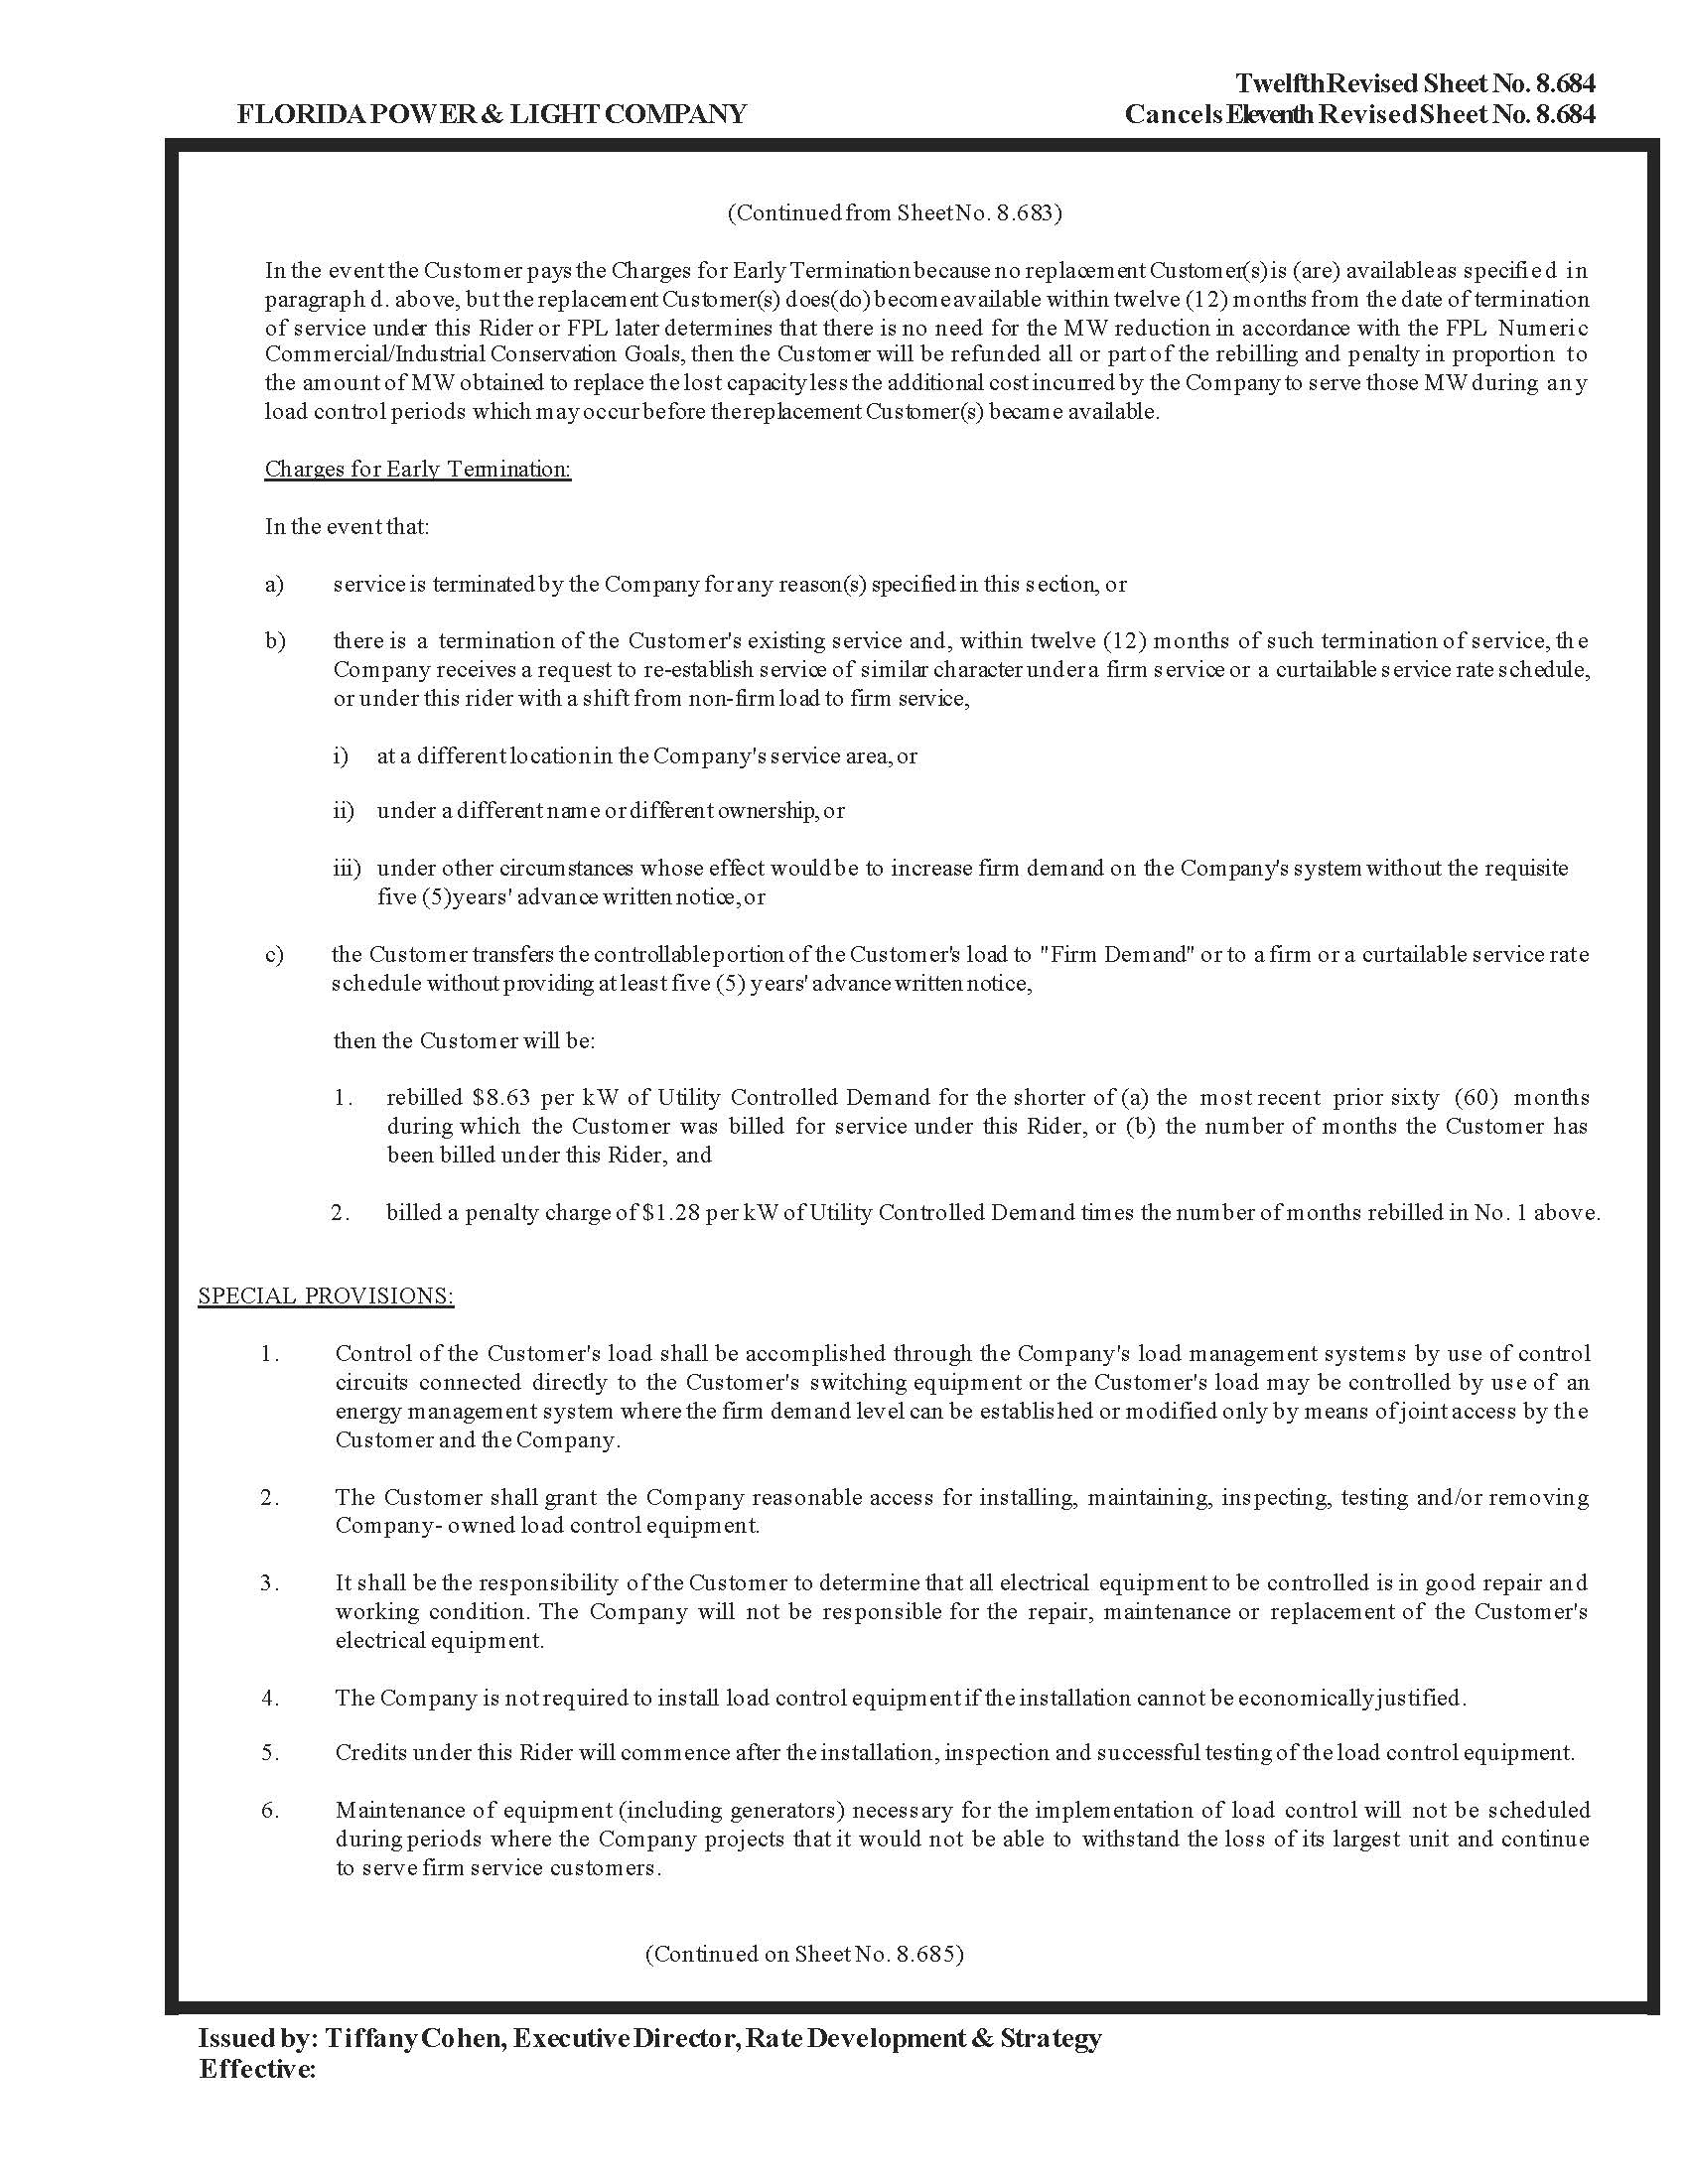 Twelfth Revised Sheet No. 8.684
FLORIDA POWER & LIGHT COMPANY Cancels Eleventh Revised Sheet No. 8.684
(Continued from Sheet No. 8.683)
In the event the Customer pays the Charges for Early Termination because no replacement Customer(s) is (are) available as specified in
paragraph d. above, but the replacement Customer(s) does(do) become available within twelve (12) months from the date of termination
of service under this Rider or FPL later determines that there is no need for the MW reduction in accordance with the FPL Numeric
Commercial/Industrial Conservation Goals, then the Customer will be refunded all or part of the rebilling and penalty in proportion to
the amount of MW obtained to replace the lost capacity less the additional cost incurred by the Company to serve those MW during any
load control periods which may occur before the replacement Customer(s) became available.
Charges for Early Termination:
In the event that:
a) service is terminated by the Company for any reason(s) specified in this section, or
b) there is a termination of the Customer's existing service and, within twelve (12) months of such termination of service, the
Company receives a request to re-establish service of similar character under a firm service or a curtailable service rate schedule,
or under this rider with a shift from non-firm load to firm service,
i) at a different location in the Company's service area, or
ii) under a different name or different ownership, or
iii) under other circumstances whose effect would be to increase firm demand on the Company's system without the requisite
five (5) years' advance written notice, or
c) the Customer transfers the controllable portion of the Customer's load to "Firm Demand" or to a firm or a curtailable service rate
schedule without providing at least five (5) years' advance written notice,
then the Customer will be:
1. rebilled $8.63 per kW of Utility Controlled Demand for the shorter of (a) the most recent prior sixty (60) months
during which the Customer was billed for service under this Rider, or (b) the number of months the Customer has
been billed under this Rider, and
2. billed a penalty charge of $1.28 per kW of Utility Controlled Demand times the number of months rebilled in No. 1 above.
SPECIAL PROVISIONS:
1. Control of the Customer's load shall be accomplished through the Company's load management systems by use of control
circuits connected directly to the Customer's switching equipment or the Customer's load may be controlled by use of an
energy management system where the firm demand level can be established or modified only by means of joint access by the
Customer and the Company.
2. The Customer shall grant the Company reasonable access for installing, maintaining, inspecting, testing and/or removing
Company- owned load control equipment.
3. It shall be the responsibility of the Customer to determine that all electrical equipment to be controlled is in good repair and
working condition. The Company will not be responsible for the repair, maintenance or replacement of the Customer's
electrical equipment.
4. The Company is not required to install load control equipment if the installation cannot be economically justified.
5. Credits under this Rider will commence after the installation, inspection and successful testing of the load control equipment.
6. Maintenance of equipment (including generators) necessary for the implementation of load control will not be scheduled
during periods where the Company projects that it would not be able to withstand the loss of its largest unit and continue
to serve firm service customers.
(Continued on Sheet No. 8.685)
Issued by: Tiffany Cohen, Executive Director, Rate Development & Strategy
Effective: